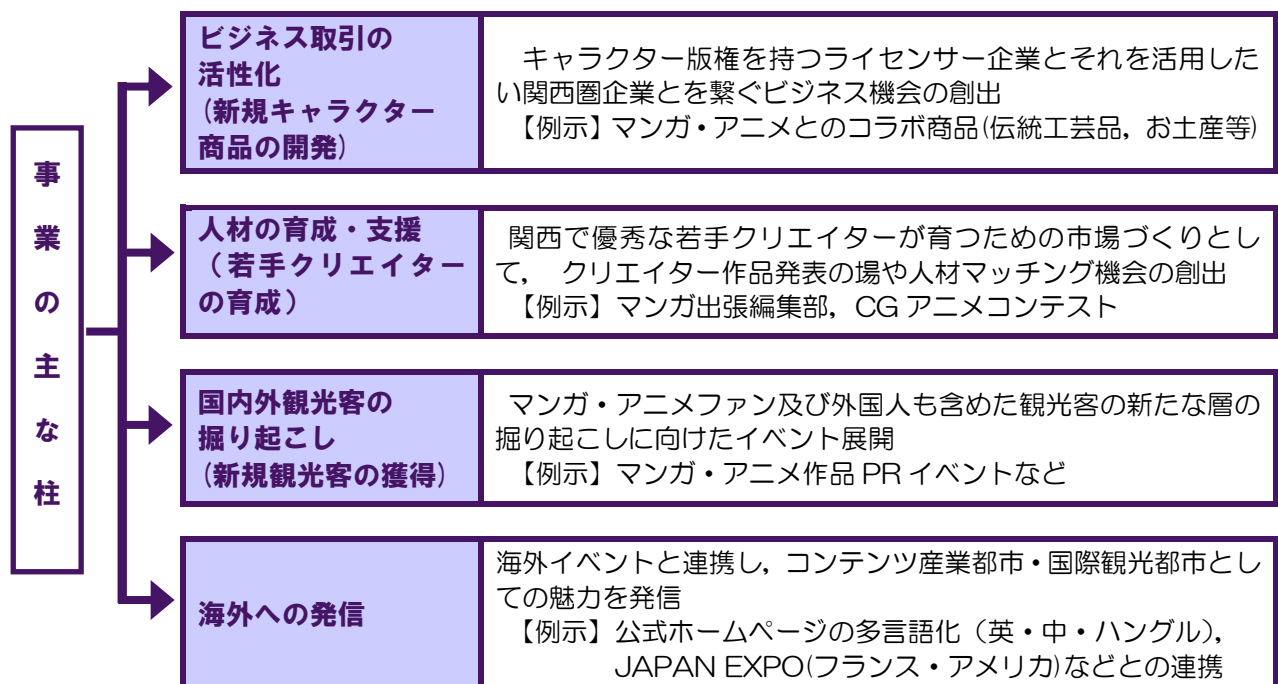 事業の主な柱
ビジネス取引の
活性化
(新規キャラクター
商品の開発)
キャラクター版権を持つライセンサー企業とそれを活用した
い関西圏企業とを繋ぐビジネス機会の創出
【例示】マンガ・アニメとのコラボ商品(伝統工芸品，お土産等)
人材の育成・支援
（若手クリエイター
の育成）
関西で優秀な若手クリエイターが育つための市場づくりとし
て，　クリエイター作品発表の場や人材マッチング機会の創出
【例示】マンガ出張編集部，CG アニメコンテスト
国内外観光客の
掘り起こし
(新規観光客の獲得)
マンガ・アニメファン及び外国人も含めた観光客の新たな層の
掘り起こしに向けたイベント展開
【例示】マンガ・アニメ作品 PR イベントなど
海外への発信
海外イベントと連携し，コンテンツ産業都市・国際観光都市とし
ての魅力を発信
【例示】公式ホームページの多言語化（英・中・ハングル），
JAPAN EXPO(フランス・アメリカ)などとの連携